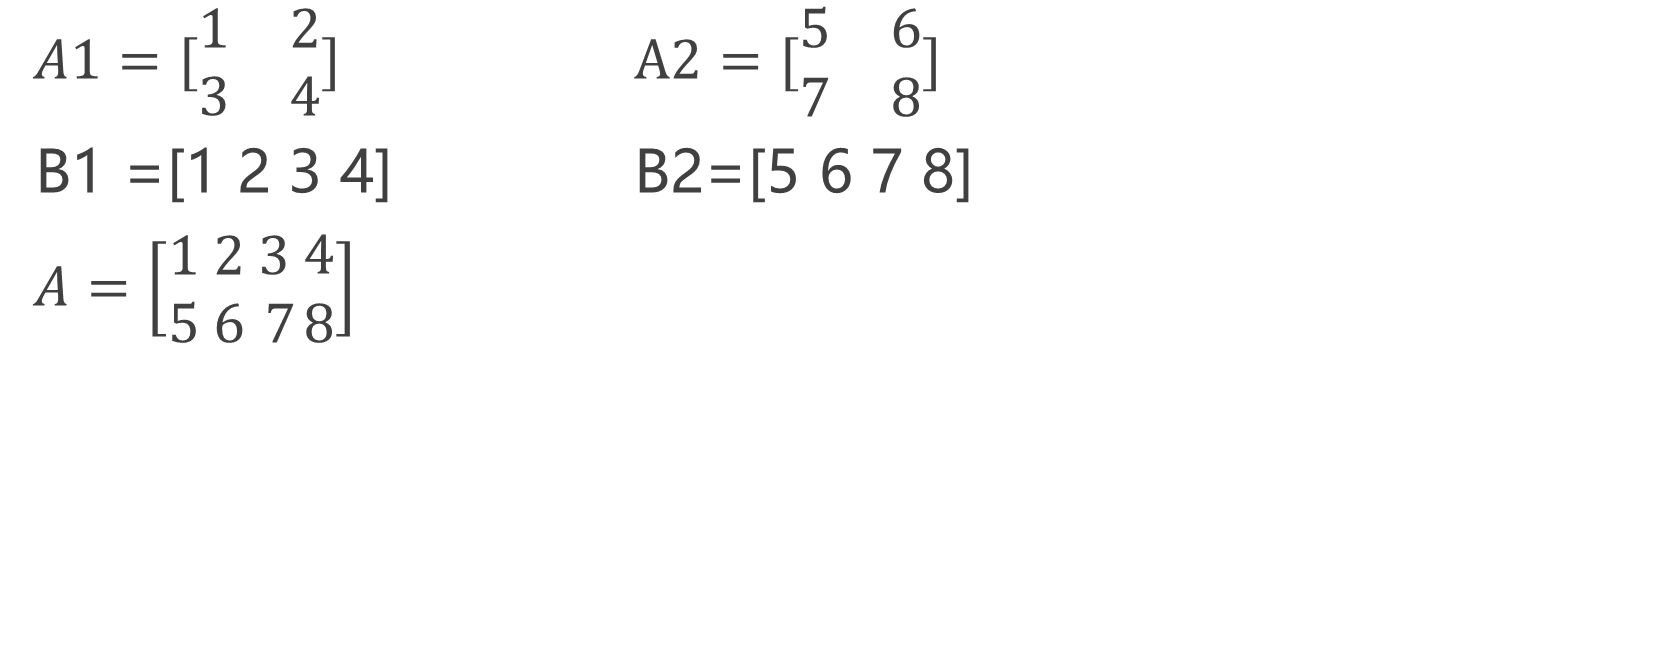 A1 = [1 2 3 4] A2 = [5 6 7 8]
B1 =[1 2 3 4] B2=[5 6 7 8]
A = [1 2 3 4 5 6 7 8]